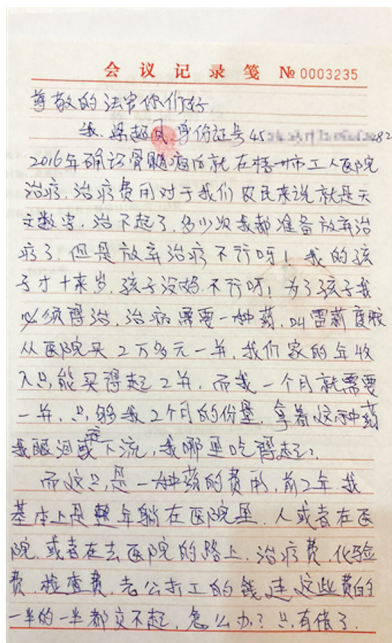 会议记录笺 №0003235
尊敬的法官你们好
我,梁超凤,身份证号45
2016年确诊骨髓瘤后就在梧州市工人医院
治疗,治疗费用对于我们农民来说就是天
文数字,治不起了,多少次我都准备放弃治
疗了,但是放弃治疗不行呀!我的孩
子才十来岁,孩子没妈不行呀!为了孩子我
必须得治,治病需要一种药,叫雷利度胺
从医院买2万多元一并,我们家的年收
入只能买得起2并,而我一个月就需要
一并,只够我2个月的份量,拿着这种药
我眼泪或下流,我哪里吃得起?
而这只是一种药的费用,前2年我
基本上是整年躺在医院里,人或者在医
院,或者在去医院的路上,治疗费,化验
费,检查费,老公打工的钱连这些费的
一半的一半都交不起,怎么办?只有借了.